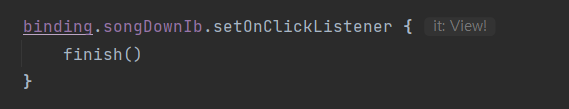 binding.songDownIb.setOnClickListener { it: View!
finish()
}